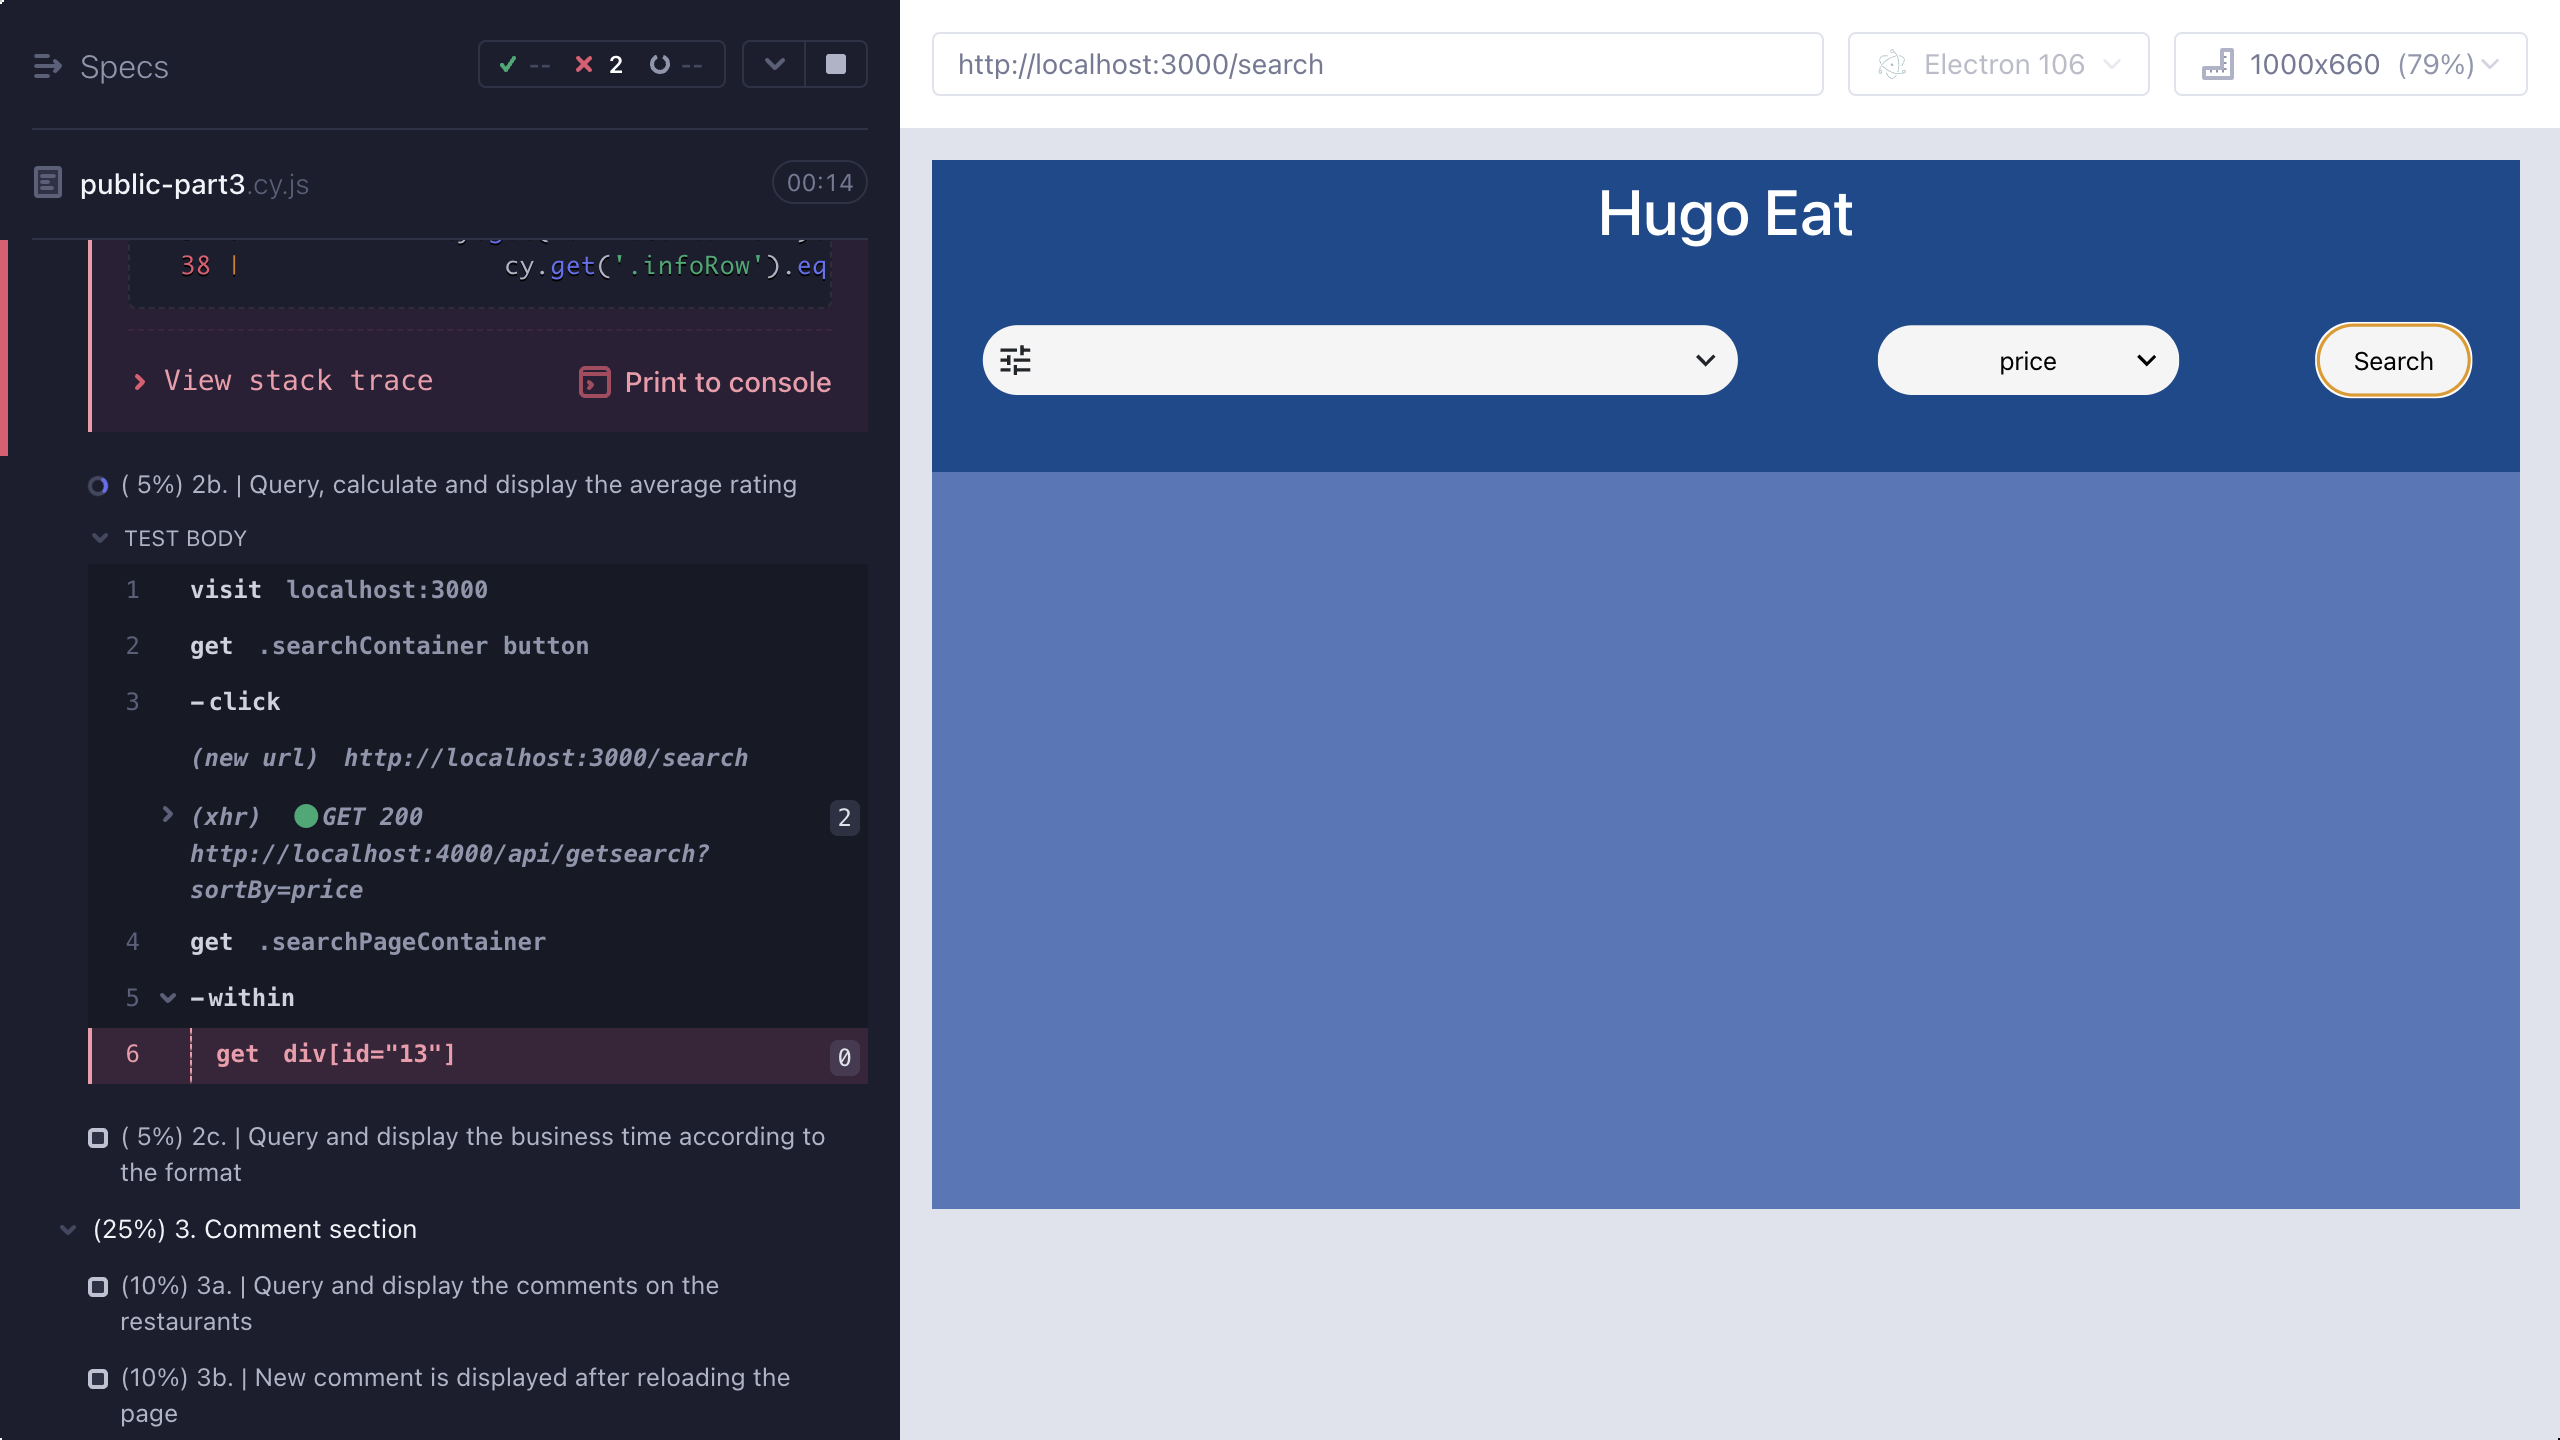 Specs
-- 2 --
public-part3.cy.js
00:14
38 | cy.get('.infoRow').eq
View stack trace
Print to console
( 5%) 2b. | Query, calculate and display the average rating
TEST BODY
1 visit localhost:3000
2 get .searchContainer button
3 -click
(new url) http://localhost:3000/search
(xhr) GET 200 2
http://localhost:4000/api/getsearch?
sortBy=price
4 get .searchPageContainer
5 -within
6 get div[id="13"] 0
( 5%) 2c. | Query and display the business time according to
the format
(25%) 3. Comment section
(10%) 3a. | Query and display the comments on the
restaurants
(10%) 3b. | New comment is displayed after reloading the
page
http://localhost:3000/search
Electron 106
1000x660 (79%)
Hugo Eat
price
Search